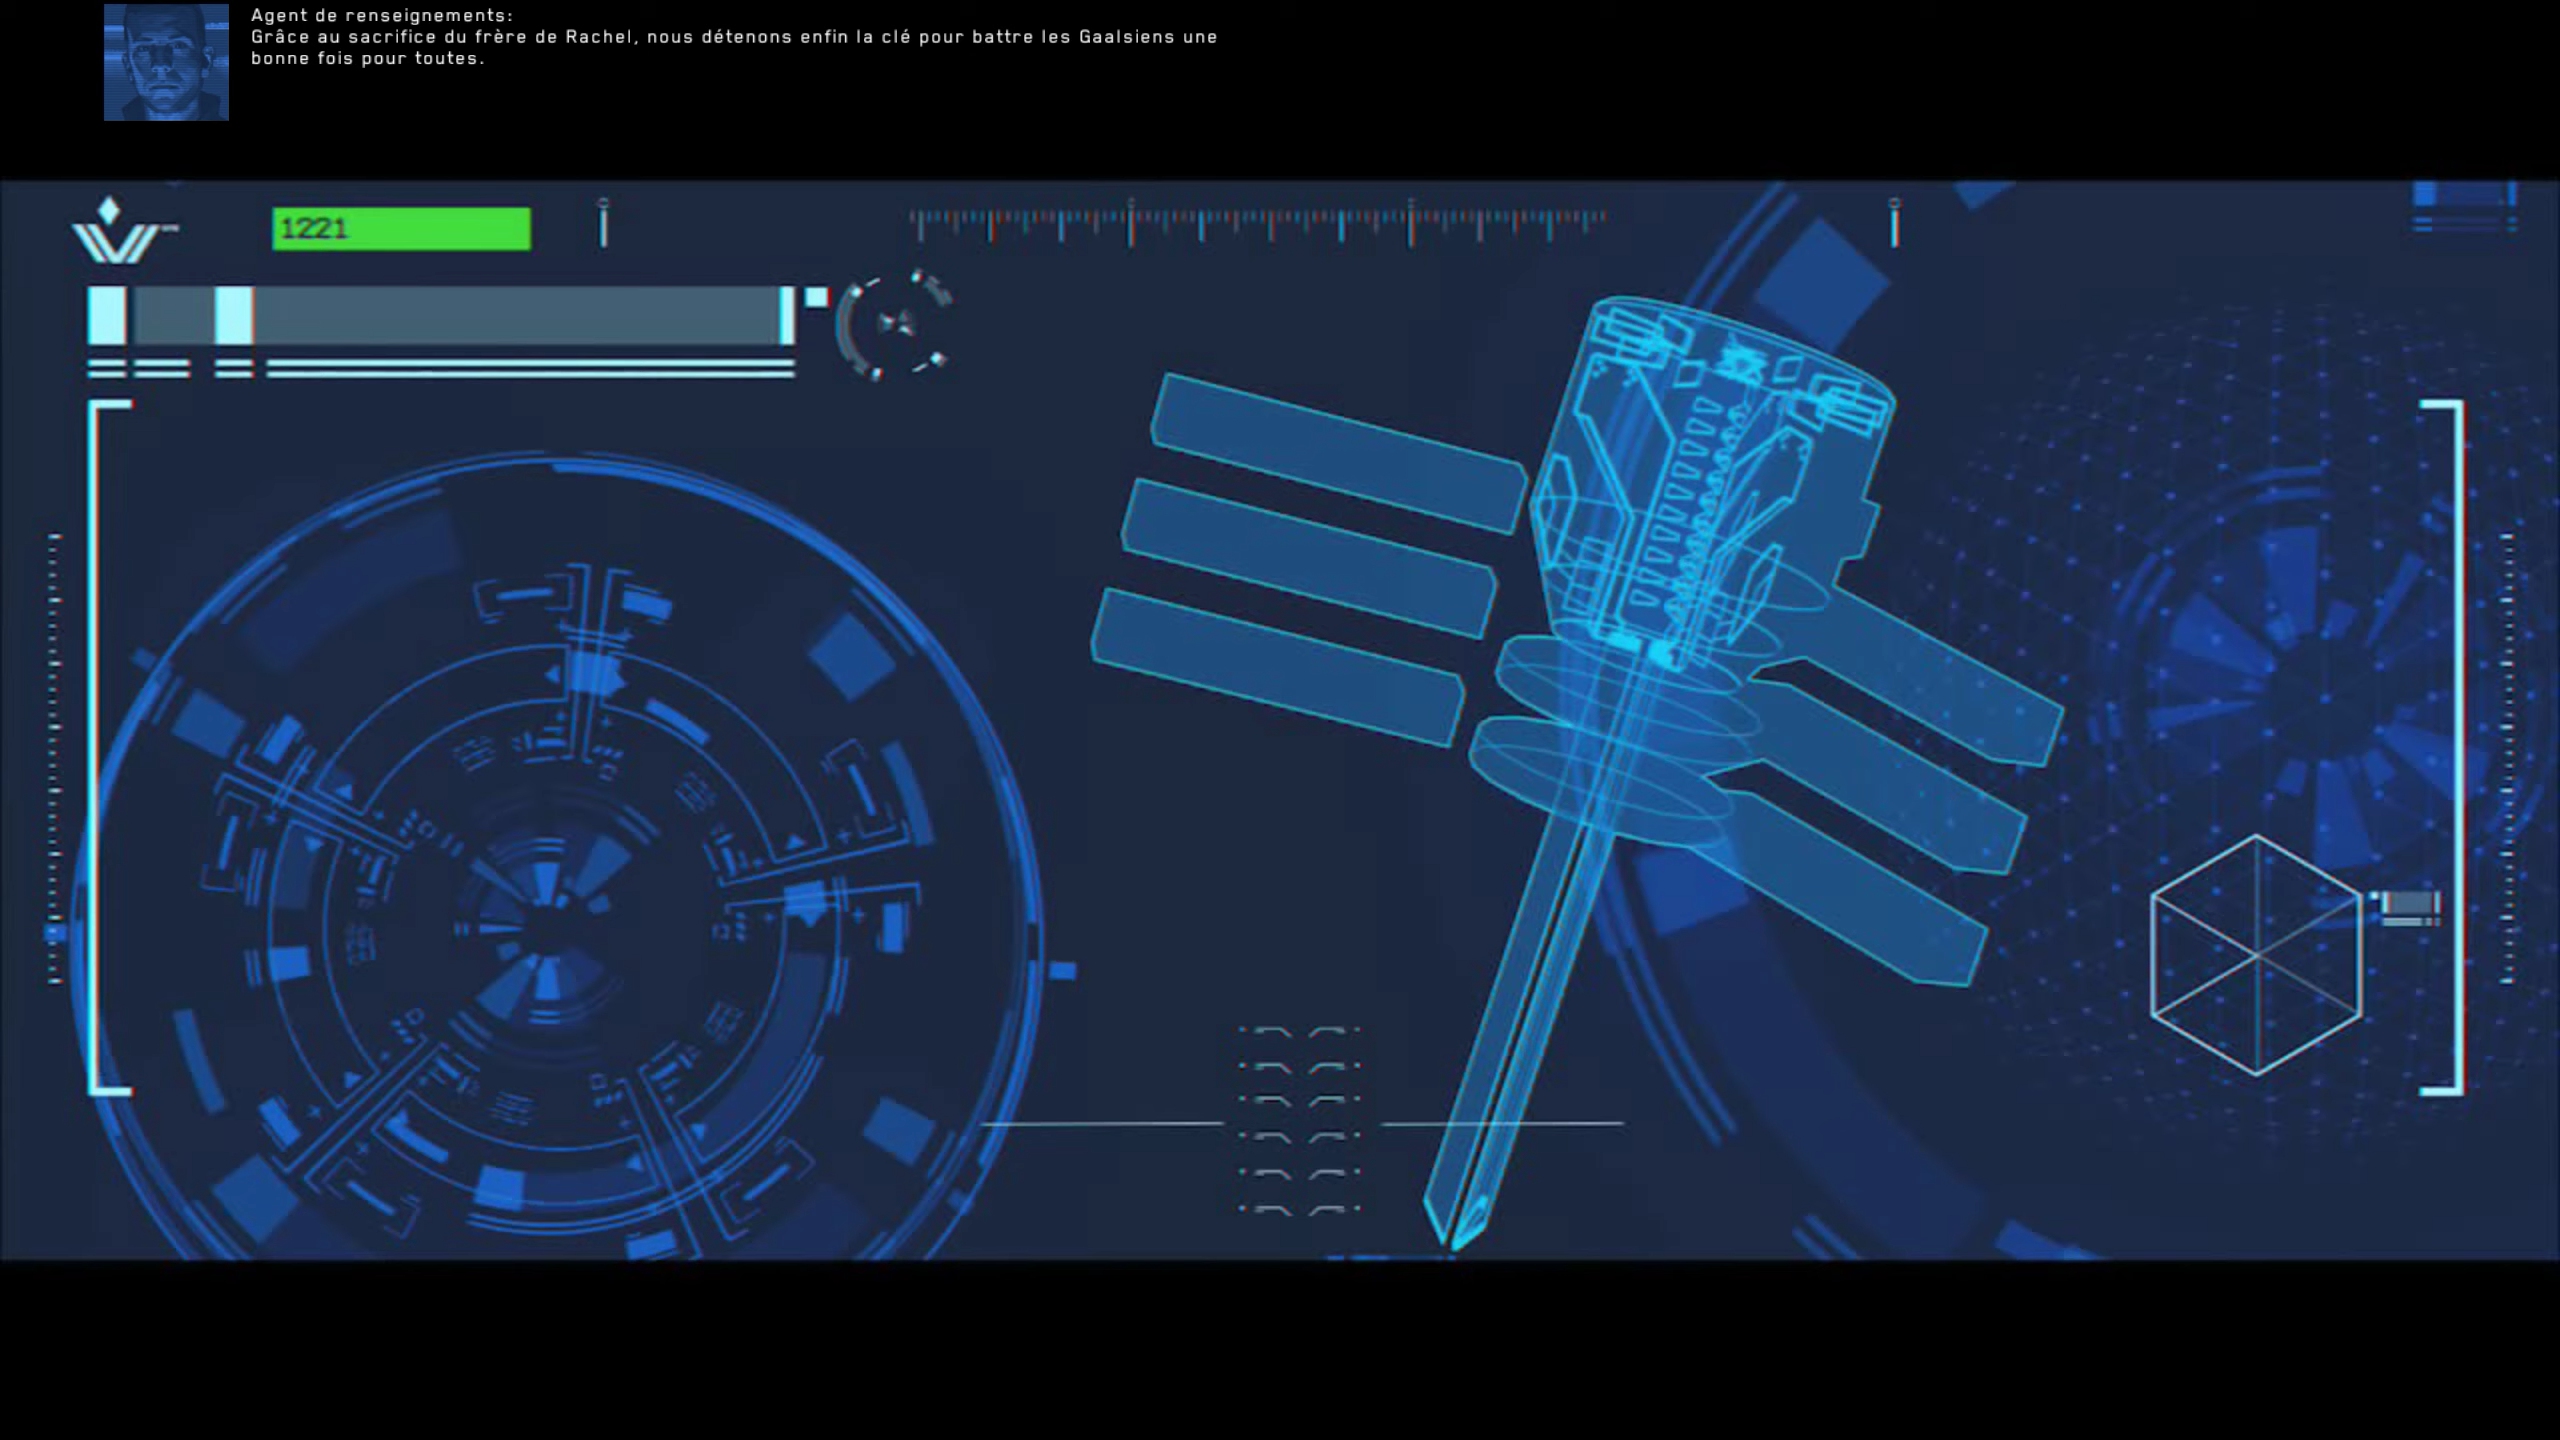 Agent de renseignements:
Grâce au sacrifice du frère de Rachel, nous détenons enfin la clé pour battre les Gaalsiens une
bonne fois pour toutes.
1221